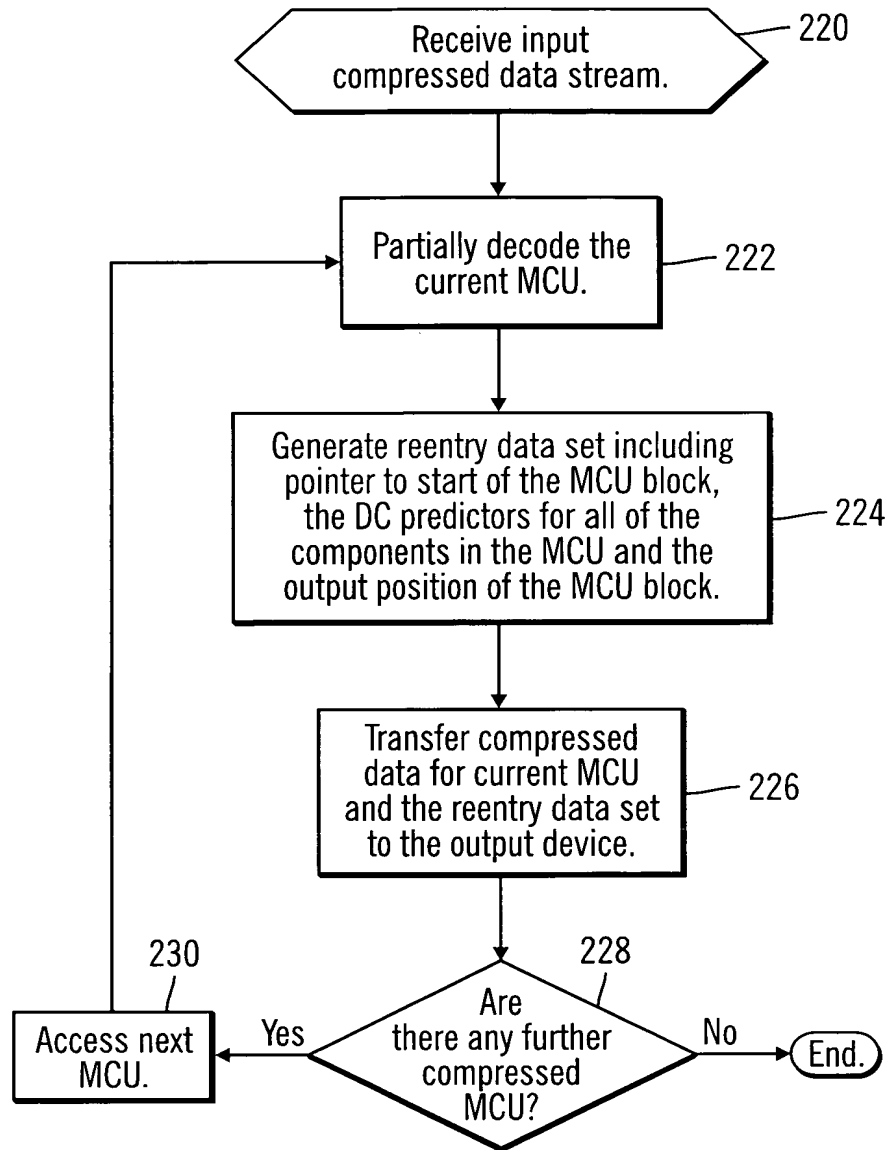 220
Receive input
compressed data stream.
Partially decode the
current MCU.
222
Generate reentry data set including
pointer to start of the MCU block,
the DC predictors for all of the
components in the MCU and the
output position of the MCU block.
224
Transfer compressed
data for current MCU
and the reentry data set
to the output device.
226
228
Are
there any further
compressed
MCU?
Yes
No
End.
230
Access next
MCU.